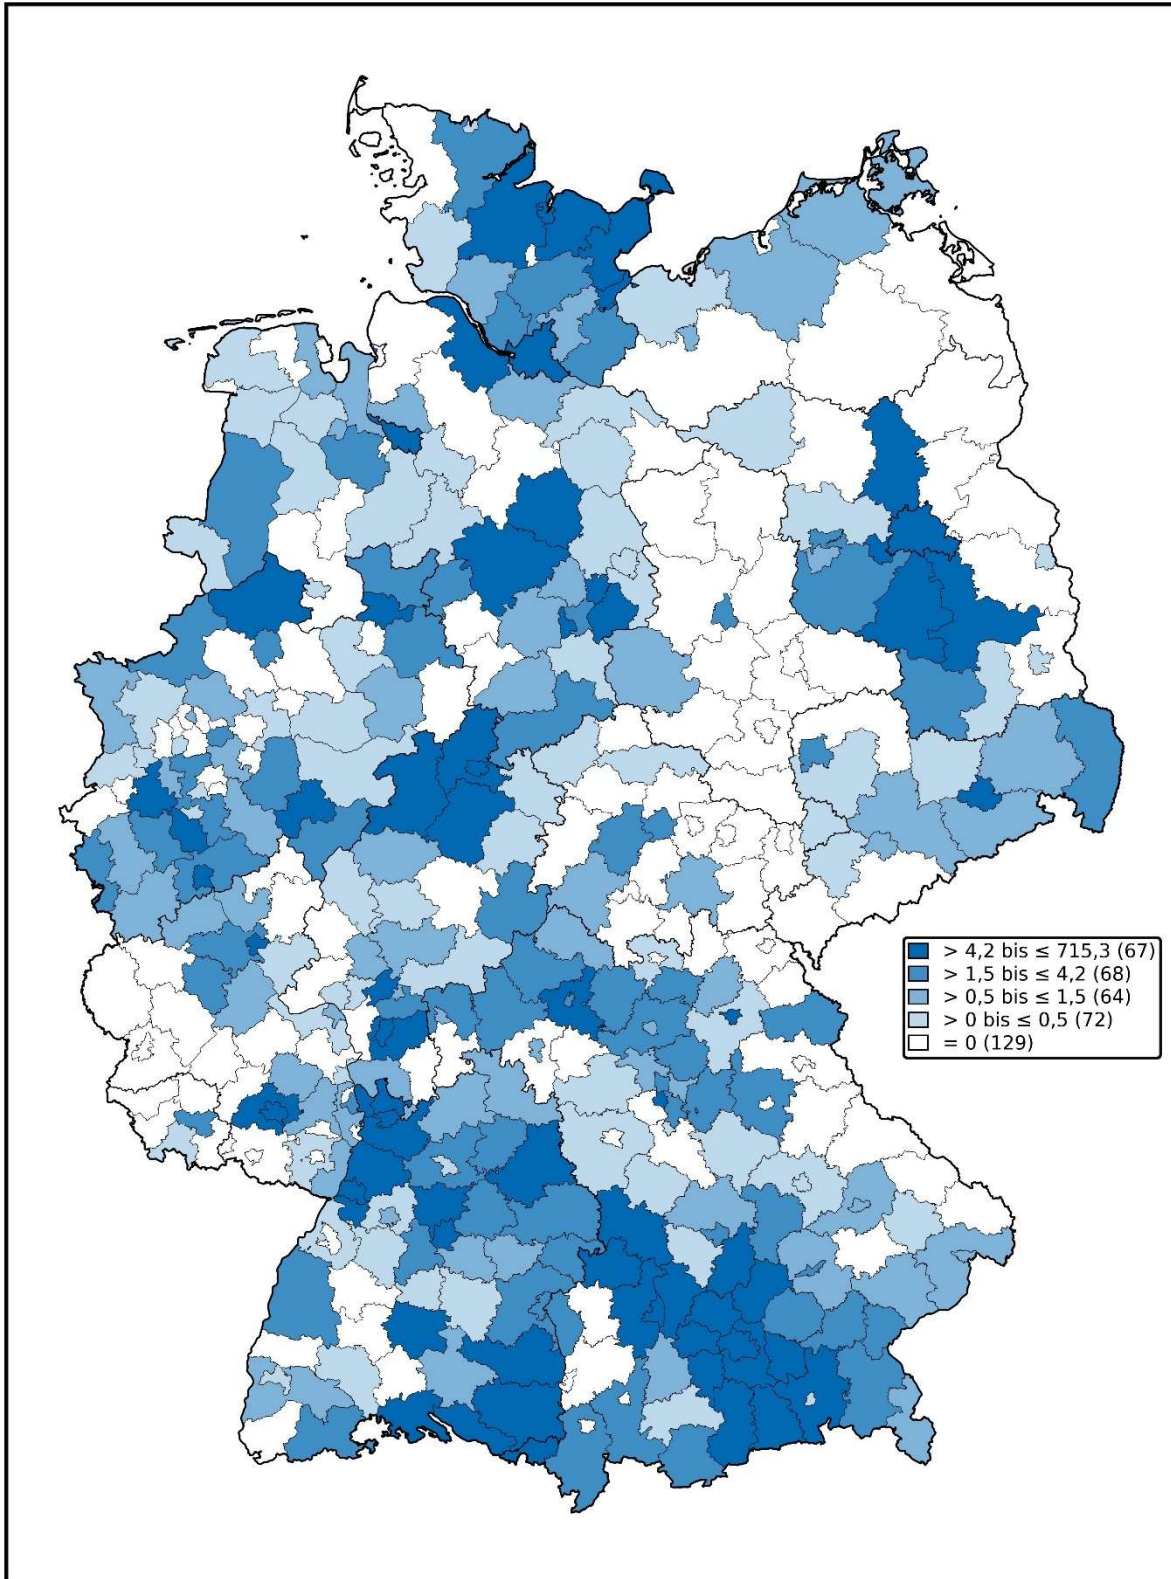 > 4,2 bis ≤ 715,3 (67)
> 1,5 bis ≤ 4,2 (68)
> 0,5 bis ≤ 1,5 (64)
> 0 bis ≤ 0,5 (72)
= 0 (129)